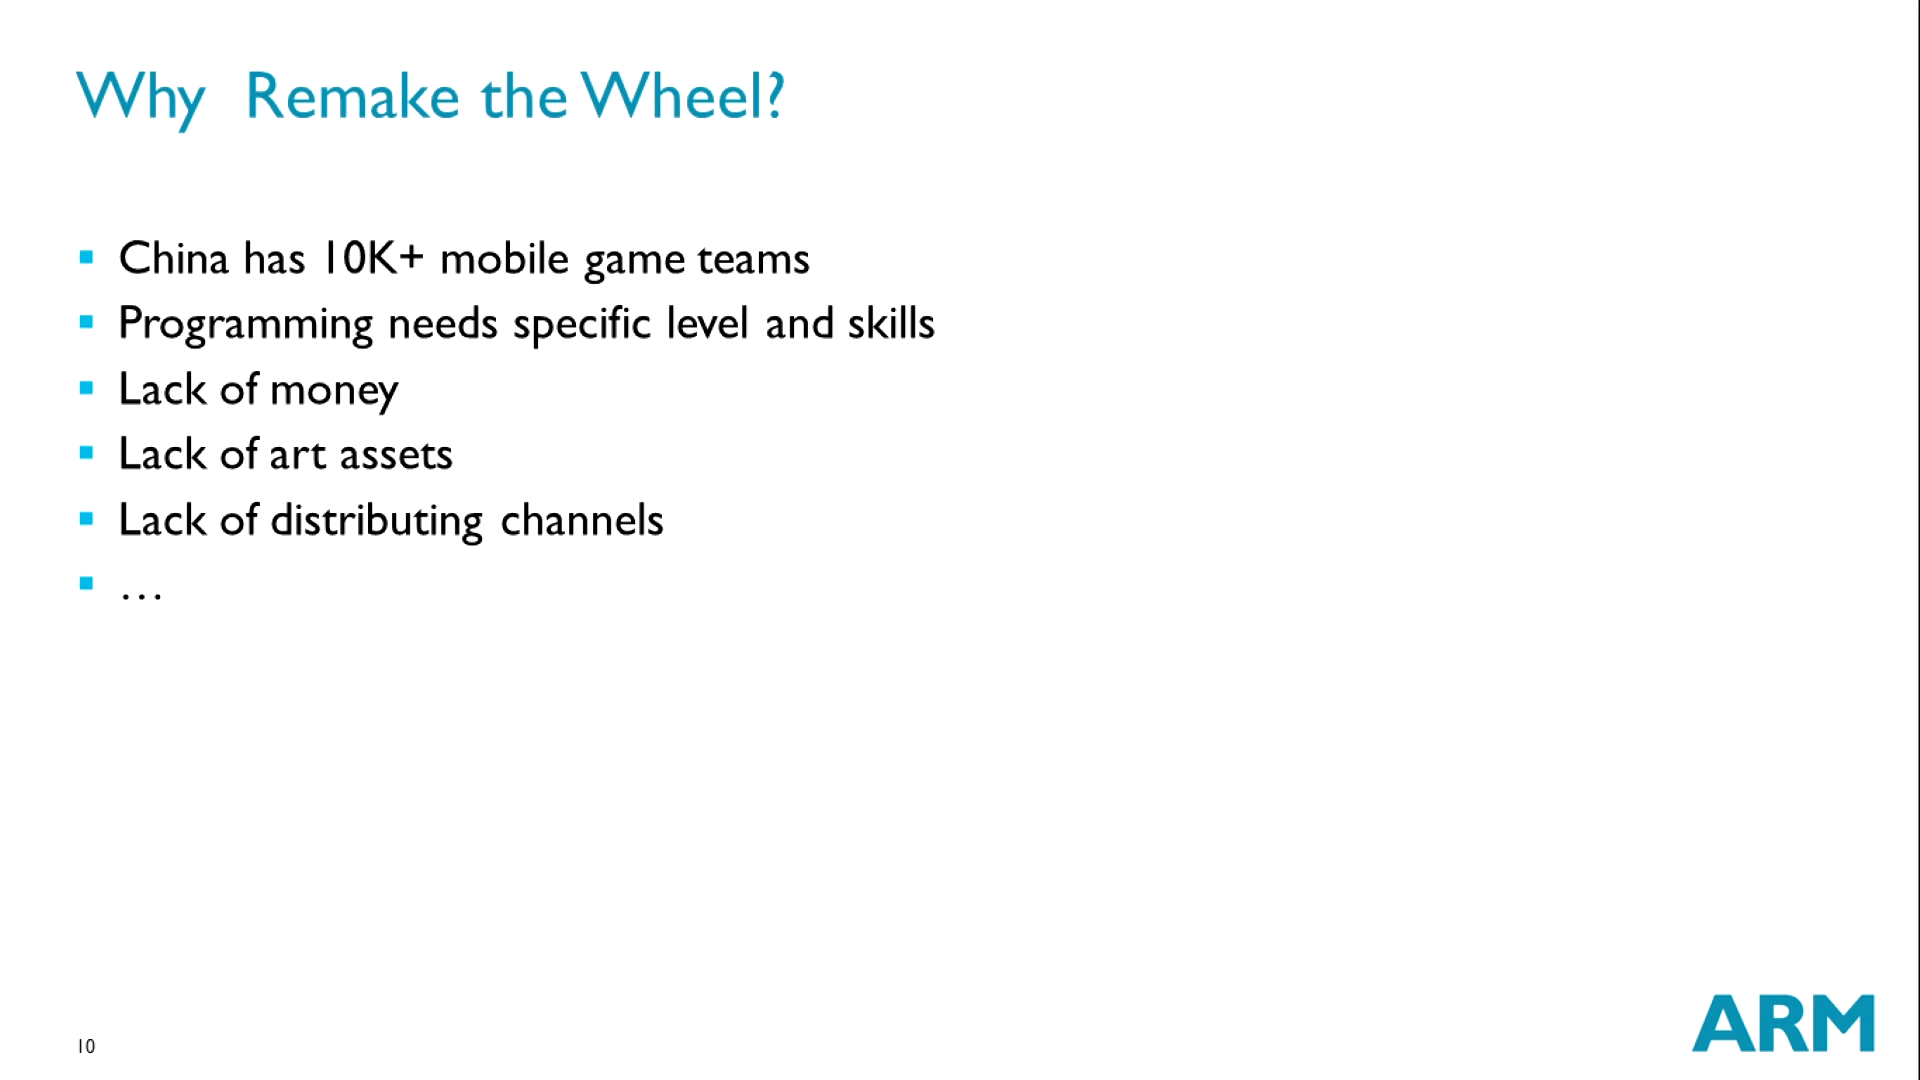 Why  Remake the Wheel?
▪ China has 10K+ mobile game teams
▪ Programming needs specific level and skills
▪ Lack of money
▪ Lack of art assets
▪ Lack of distributing channels
▪ …
10
ARM